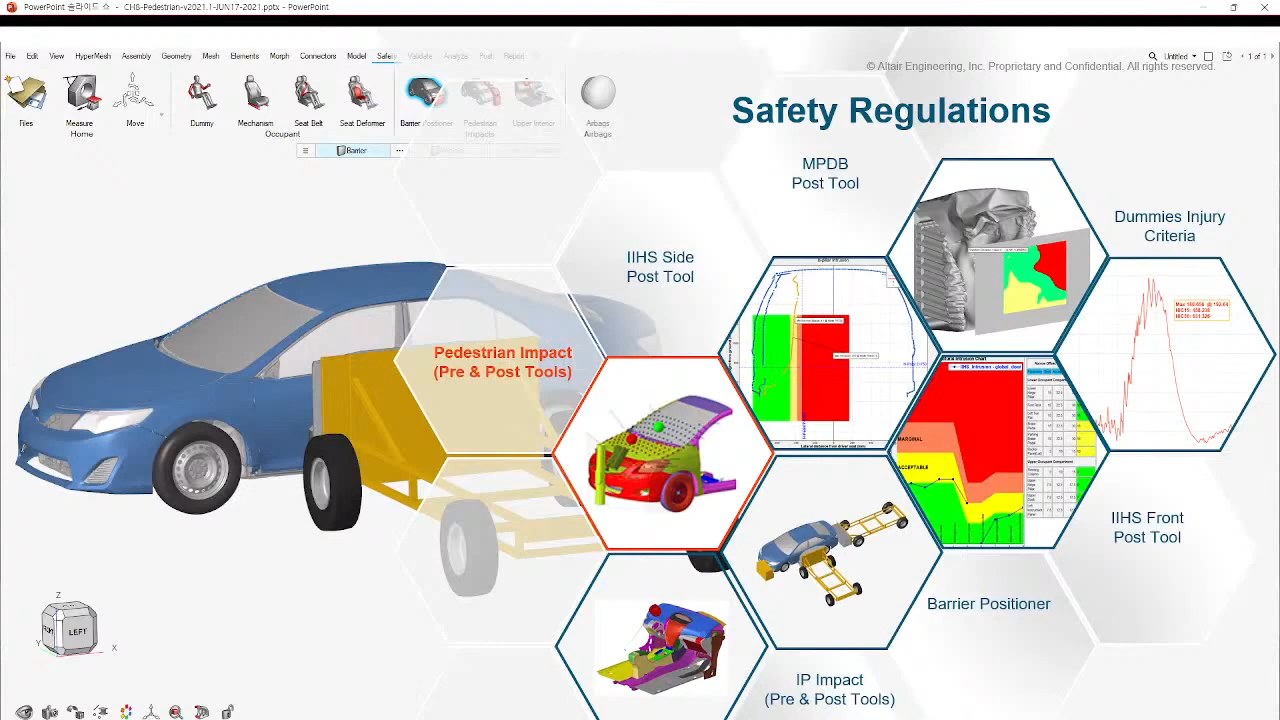 PowerPoint 슬라이드 쇼 - CH8-Pedestrian-v2021.1-JUN17-2021.pptx - PowerPoint
File Edit View HyperMesh Assembly Geometry Mesh Elements Morph Connectors Model Safety Validate Analyze Post Report
Untitled
1 of 1
© Altair Engineering, Inc. Proprietary and Confidential. All rights reserved.
Safety Regulations
Files Measure Move Dummy Mechanism Seat Belt Seat Deformer Barrier Positioner Pedestrian Impacts Upper Interior Airbags
Home Occupant Airbags
Barrier
MPDB
Post Tool
Dummies Injury
Criteria
IIHS Side
Post Tool
Pedestrian Impact
(Pre & Post Tools)
MARGINAL
ACCEPTABLE
IIHS Front
Post Tool
Barrier Positioner
IP Impact
(Pre & Post Tools)
Z
LEFT
Y
X